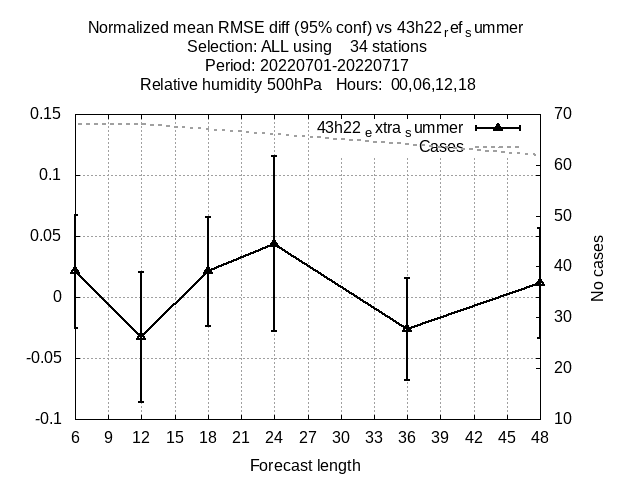 Normalized mean RMSE diff (95% conf) vs 43h22refsummer
Selection: ALL using 34 stations
Period: 20220701-20220717
Relative humidity 500hPa Hours: 00,06,12,18
0.15
0.1
0.05
0
-0.05
-0.1
70
60
50
40
30
20
10
43h22extrasummer
Cases
No cases
6 9 12 15 18 21 24 27 30 33 36 39 42 45 48
Forecast length